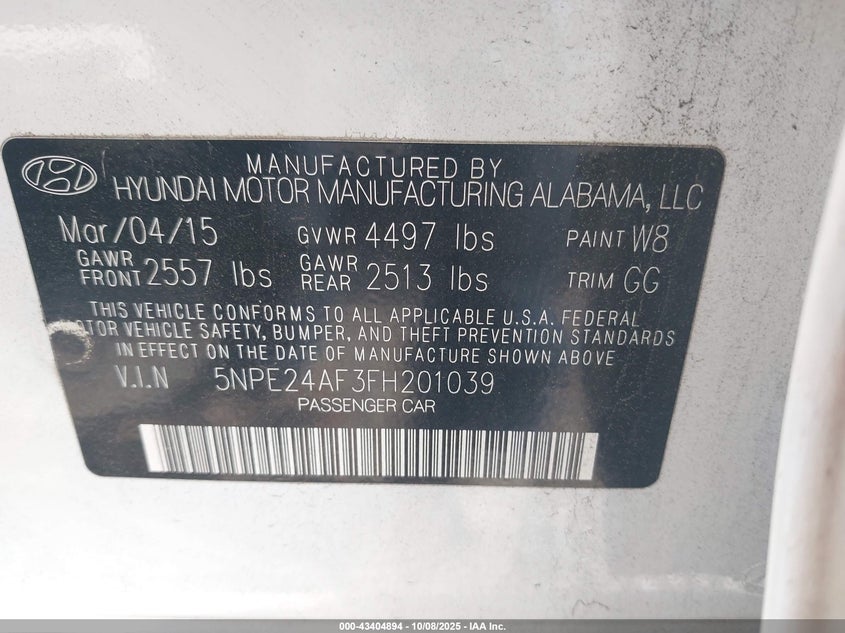 MANUFACTURED BY
HYUNDAI MOTOR MANUFACTURING ALABAMA, LLC
Mar/04/15 GVWR 4497 lbs PAINT W8
GAWR FRONT 2557 lbs GAWR REAR 2513 lbs TRIM GG
THIS VEHICLE CONFORMS TO ALL APPLICABLE U.S.A. FEDERAL
MOTOR VEHICLE SAFETY, BUMPER, AND THEFT PREVENTION STANDARDS
IN EFFECT ON THE DATE OF MANUFACTURE SHOWN ABOVE
V.I.N 5NPE24AF3FH201039
PASSENGER CAR
000-43404894 - 10/08/2025 - IAA Inc.